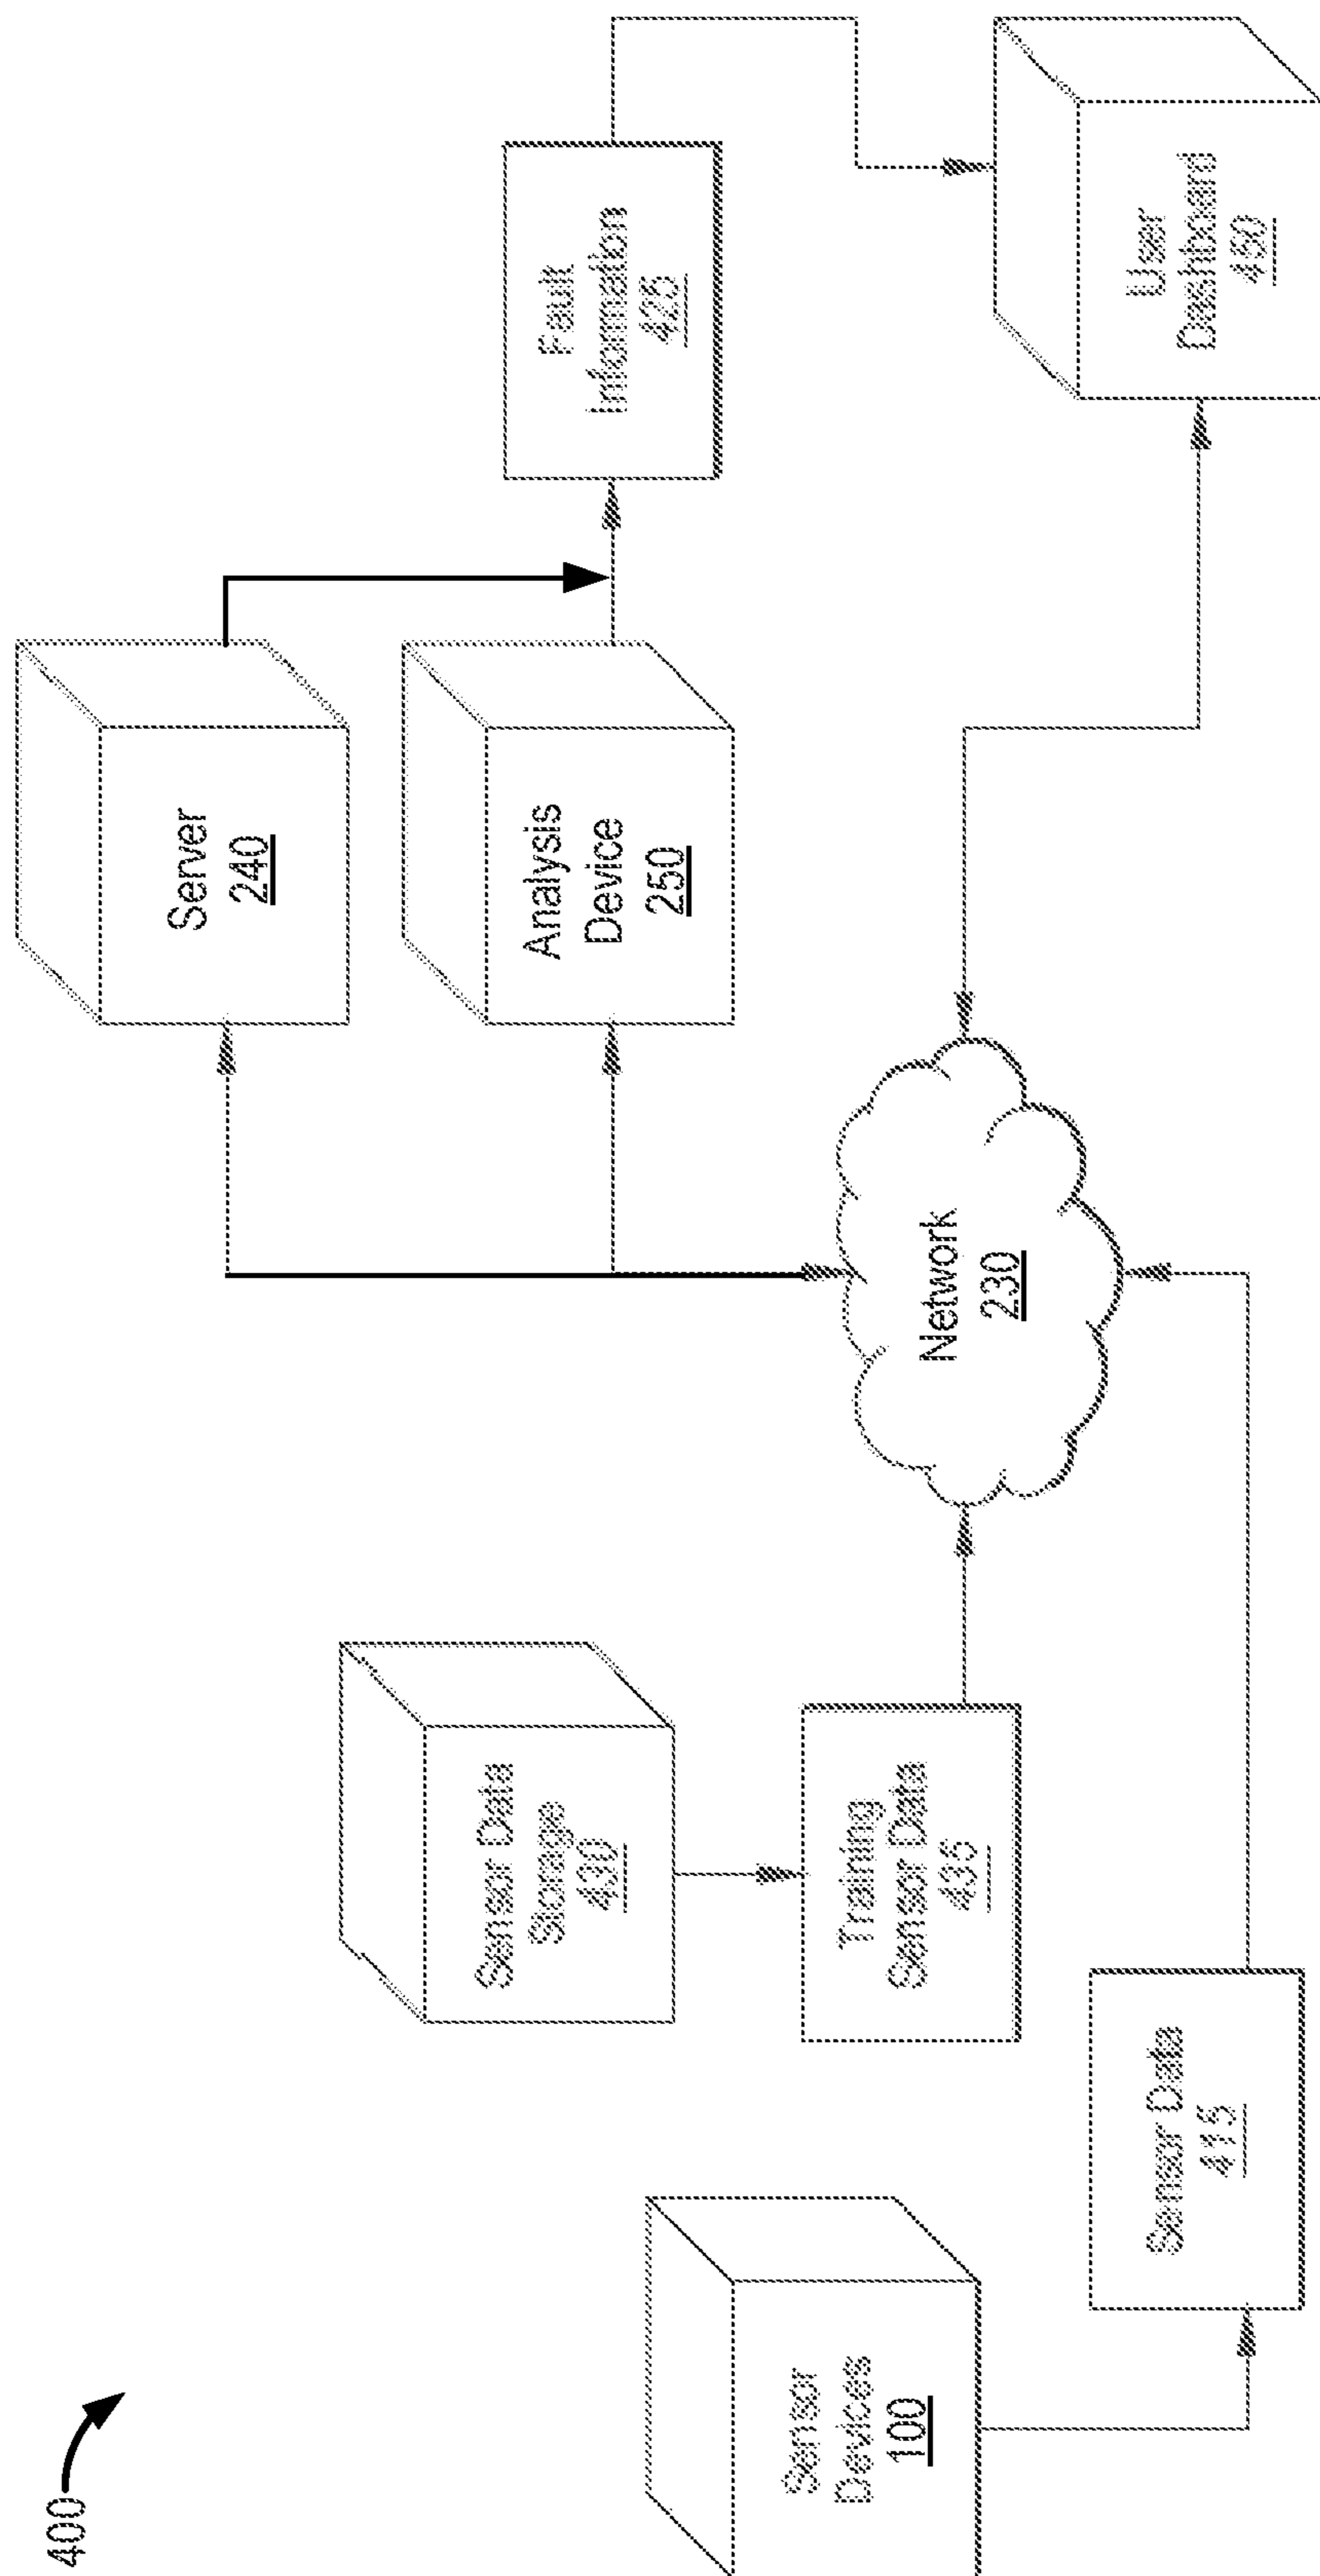 400
Sensor
Devices
100
Sensor Data
415
Sensor Data
Storage
430
Training
Sensor Data
435
Network
230
Server
240
Analysis
Device
250
Fault
Information
425
User
Dashboard
450